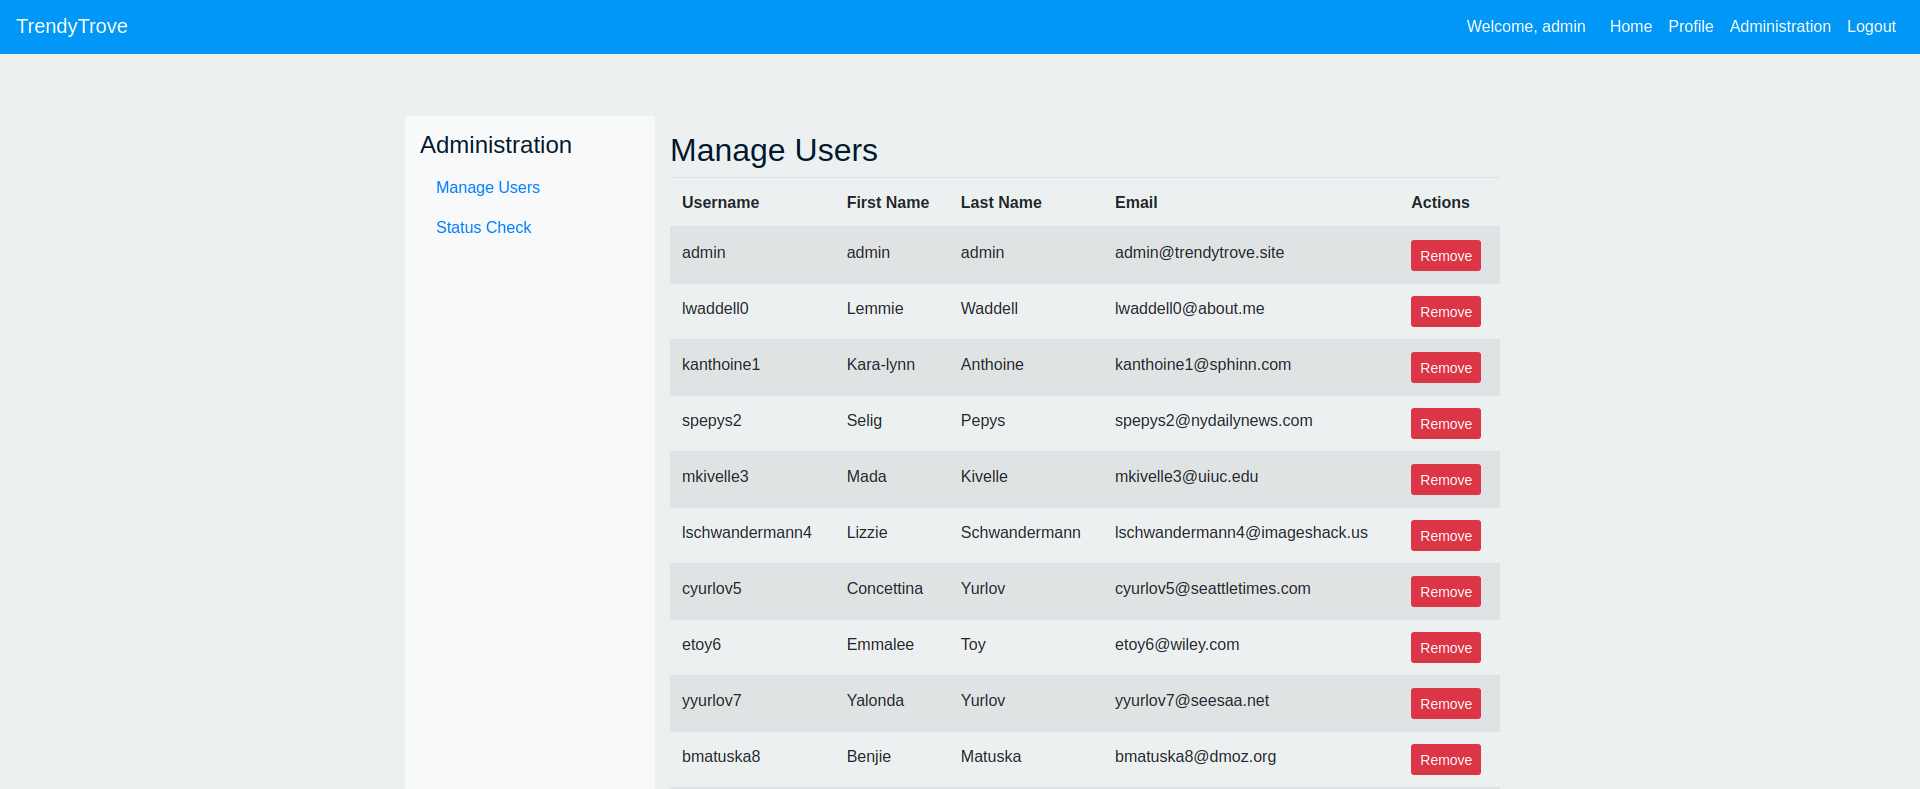 TrendyTrove
Welcome, admin Home Profile Administration Logout
Administration
Manage Users
Status Check
Manage Users
Username First Name Last Name Email Actions
admin admin admin admin@trendytrove.site Remove
lwaddell0 Lemmie Waddell lwaddell0@about.me Remove
kanthoine1 Kara-lynn Anthoine kanthoine1@sphinn.com Remove
spepys2 Selig Pepys spepys2@nydailynews.com Remove
mkivelle3 Mada Kivelle mkivelle3@uiuc.edu Remove
lschwandermann4 Lizzie Schwandermann lschwandermann4@imageshack.us Remove
cyurlov5 Concettina Yurlov cyurlov5@seattletimes.com Remove
etoy6 Emmalee Toy etoy6@wiley.com Remove
yyurlov7 Yalonda Yurlov yyurlov7@seesaa.net Remove
bmatuska8 Benjie Matuska bmatuska8@dmoz.org Remove